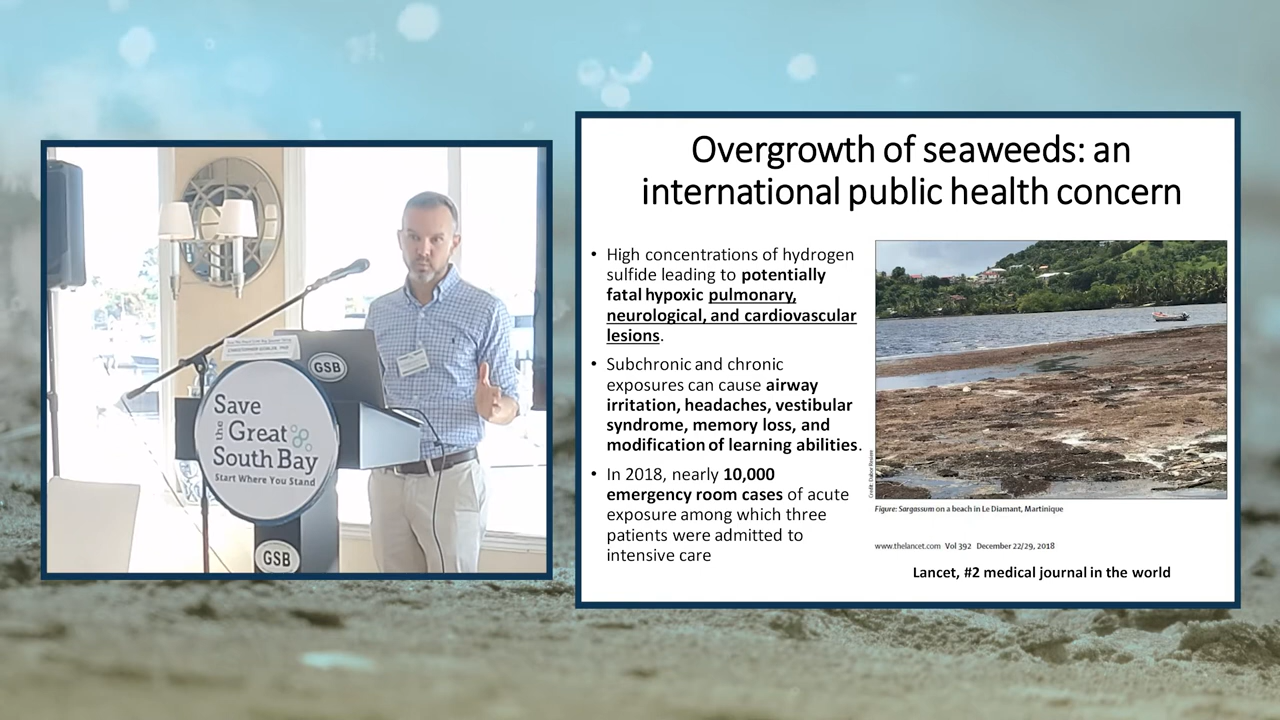 GSB
CHRISTOPHER GOBLER, PHD
Save
the Great
South Bay
Start Where You Stand
GSB
Overgrowth of seaweeds: an
international public health concern
• High concentrations of hydrogen
sulfide leading to potentially
fatal hypoxic pulmonary,
neurological, and cardiovascular
lesions.
• Subchronic and chronic
exposures can cause airway
irritation, headaches, vestibular
syndrome, memory loss, and
modification of learning abilities.
• In 2018, nearly 10,000
emergency room cases of acute
exposure among which three
patients were admitted to
intensive care
Figure: Sargassum on a beach in Le Diamant, Martinique
www.thelancet.com Vol 392 December 22/29, 2018
Lancet, #2 medical journal in the world